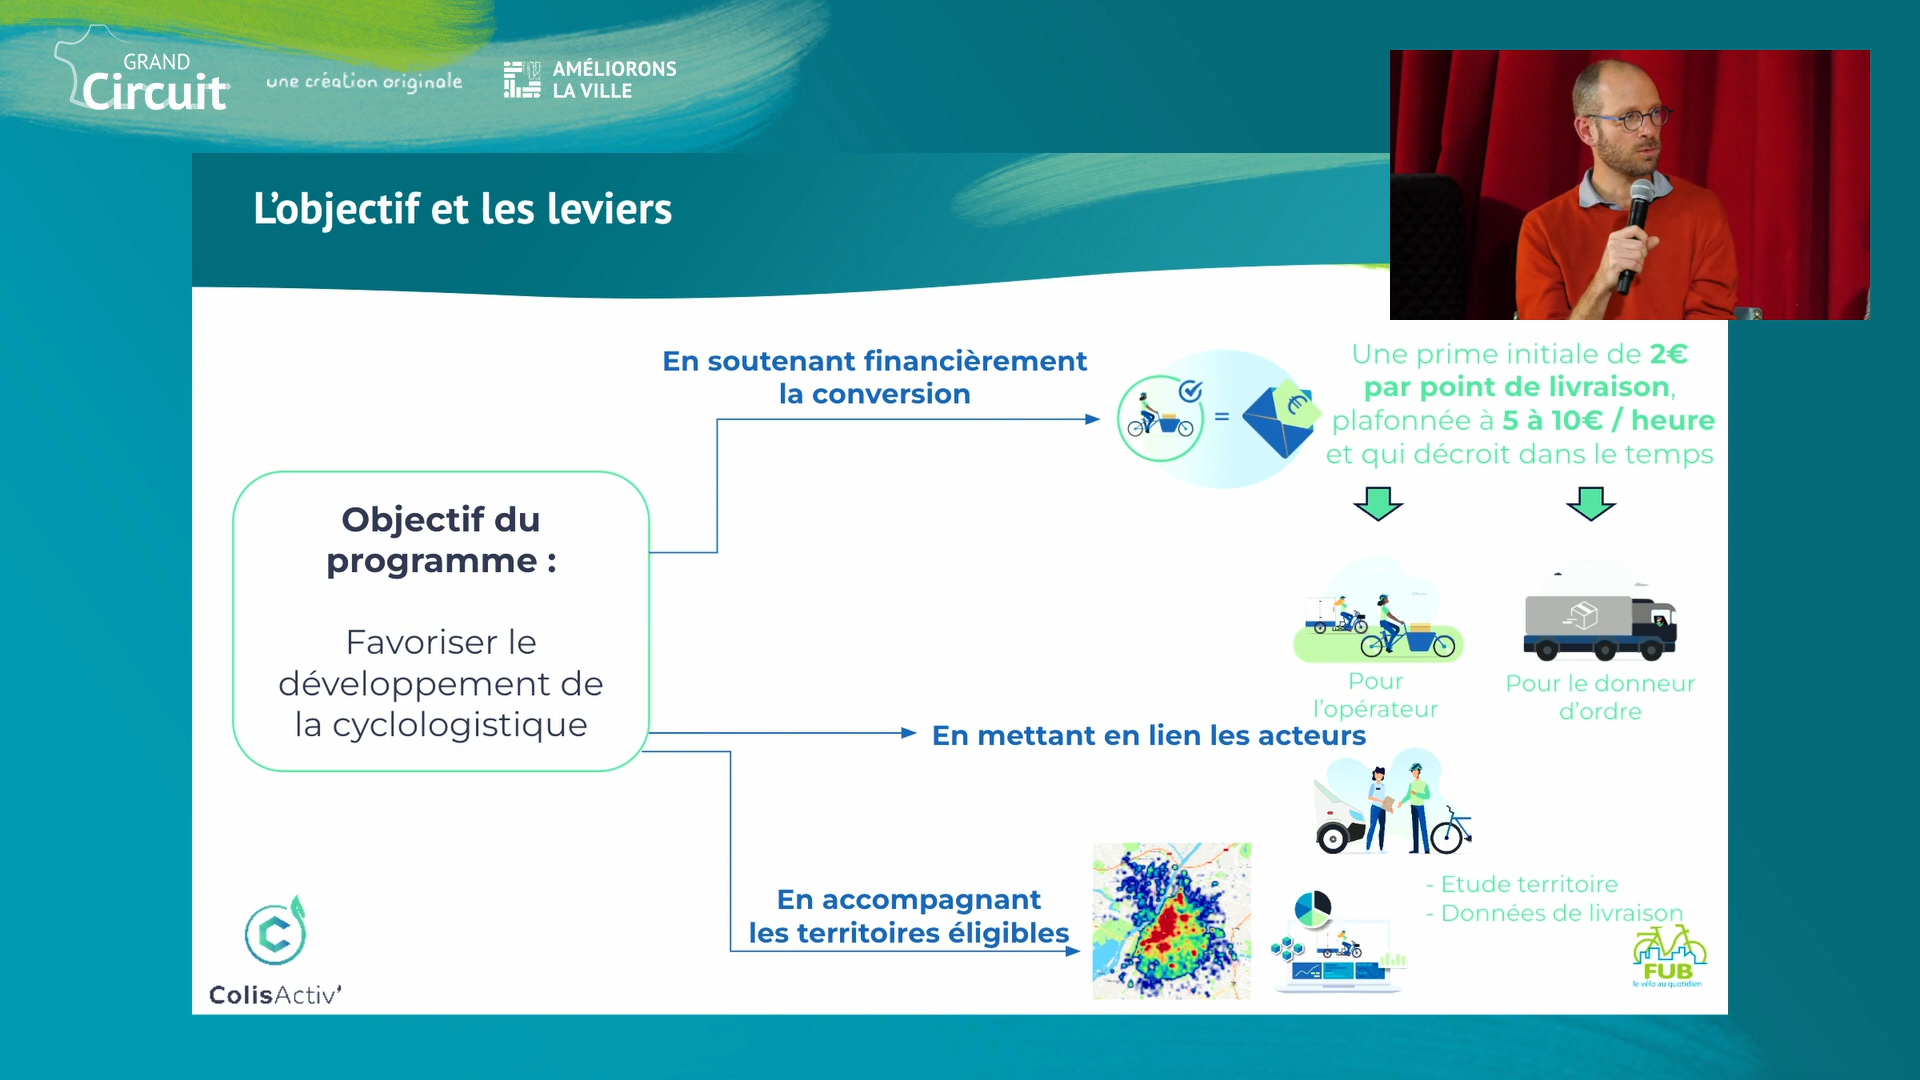 GRAND
Circuit
une création originale
AMÉLIORONS
LA VILLE
L'objectif et les leviers
En soutenant financièrement
la conversion
=
€
Une prime initiale de 2€
par point de livraison,
plafonnée à 5 à 10€ / heure
et qui décroit dans le temps
Objectif du
programme :
Favoriser le
développement de
la cyclologistique
Pour
l'opérateur
Pour le donneur
d'ordre
En mettant en lien les acteurs
En accompagnant
les territoires éligibles
- Etude territoire
- Données de livraison
ColisActiv'
FUB
le vélo au quotidien